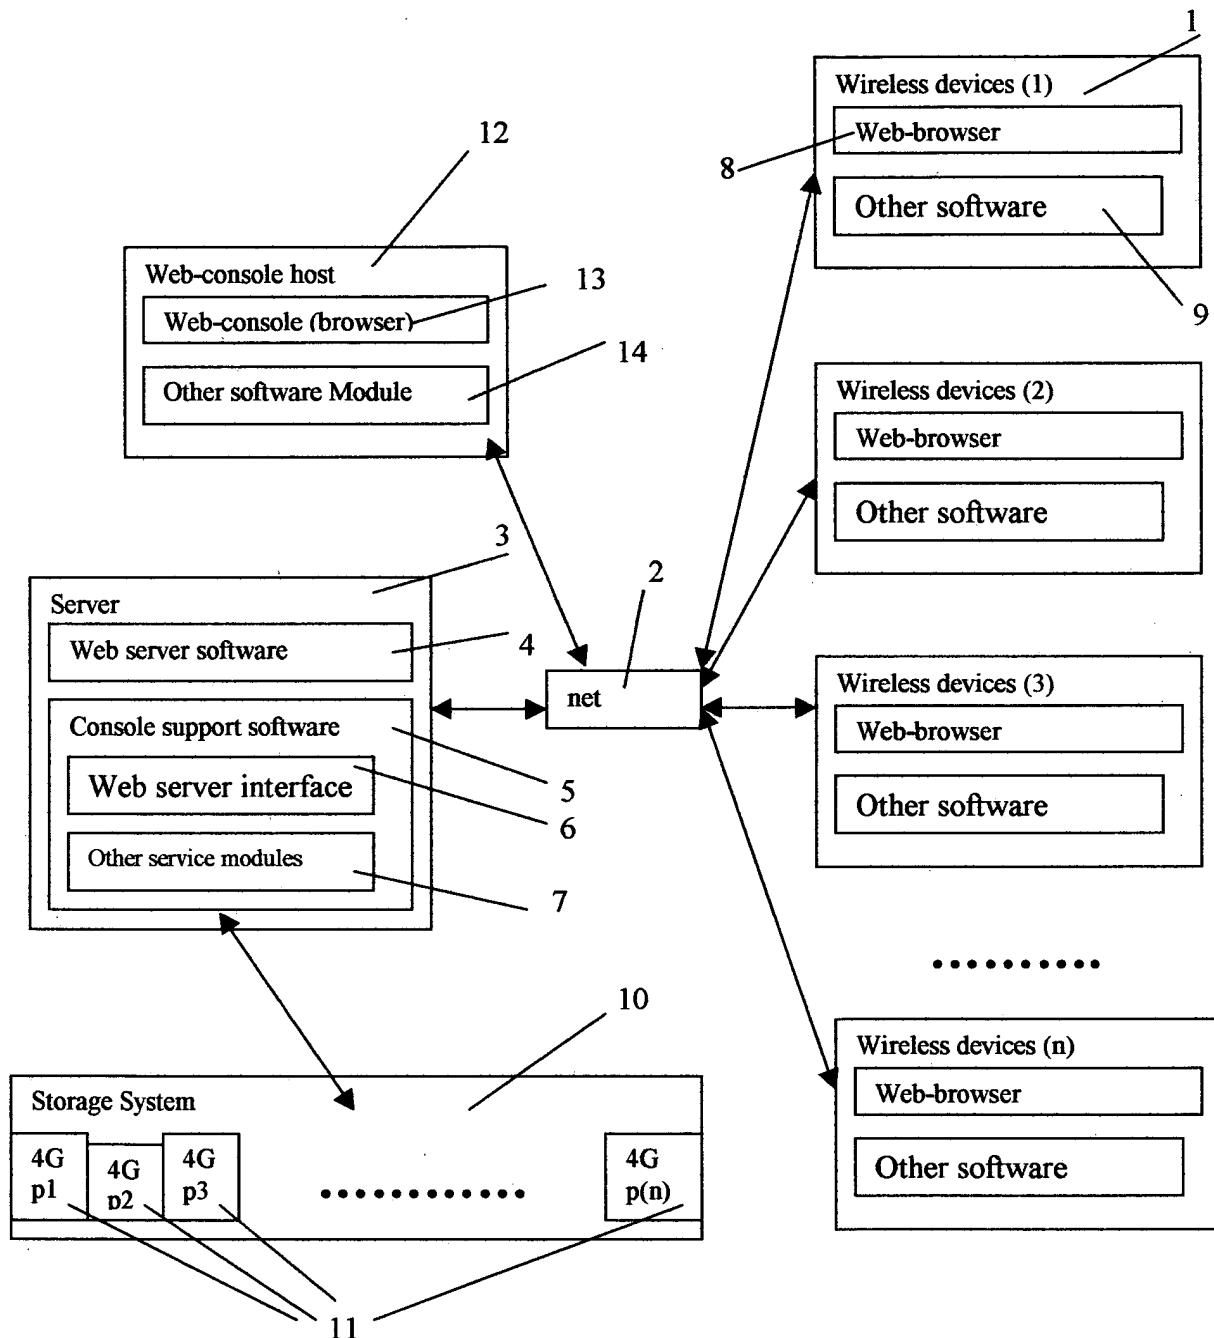 1
Wireless devices (1)
Web-browser
8
Other software
9
12
Web-console host
Web-console (browser)
13
14
Other software Module
Wireless devices (2)
Web-browser
Other software
3
Server
Web server software
4
Console support software
Web server interface
5
6
Other service modules
7
2
net
Wireless devices (3)
Web-browser
Other software
Wireless devices (n)
Web-browser
Other software
10
Storage System
4G
p1
4G
p2
4G
p3
4G
p(n)
11